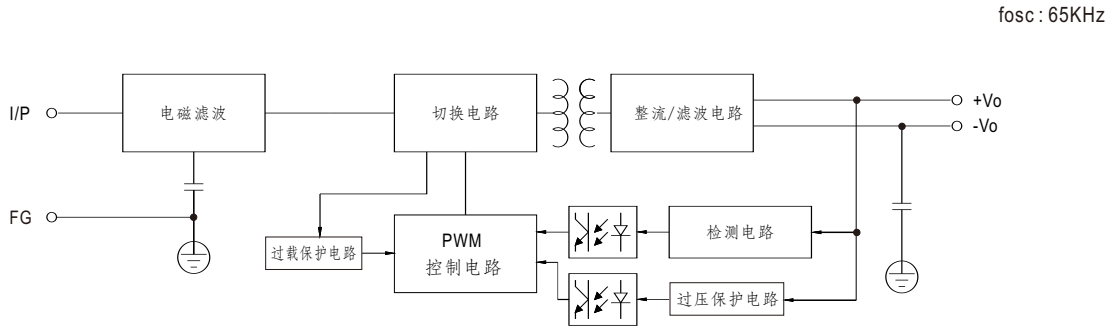 fosc : 65KHz
I/P
电磁滤波
切换电路
整流/滤波电路
+Vo
-Vo
FG
过载保护电路
PWM
控制电路
检测电路
过压保护电路